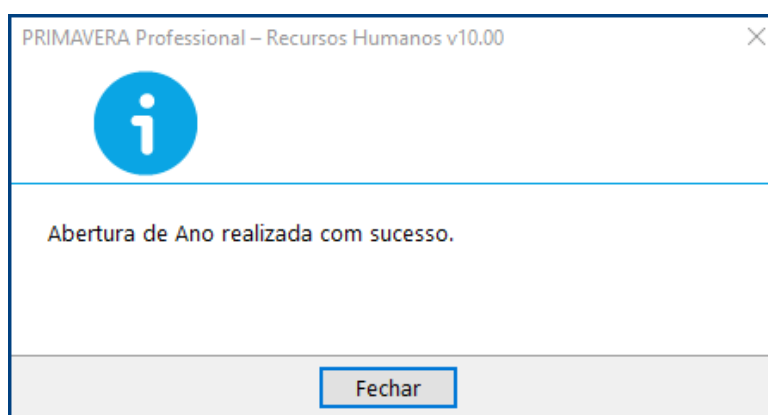 PRIMAVERA Professional – Recursos Humanos v10.00
Abertura de Ano realizada com sucesso.
Fechar